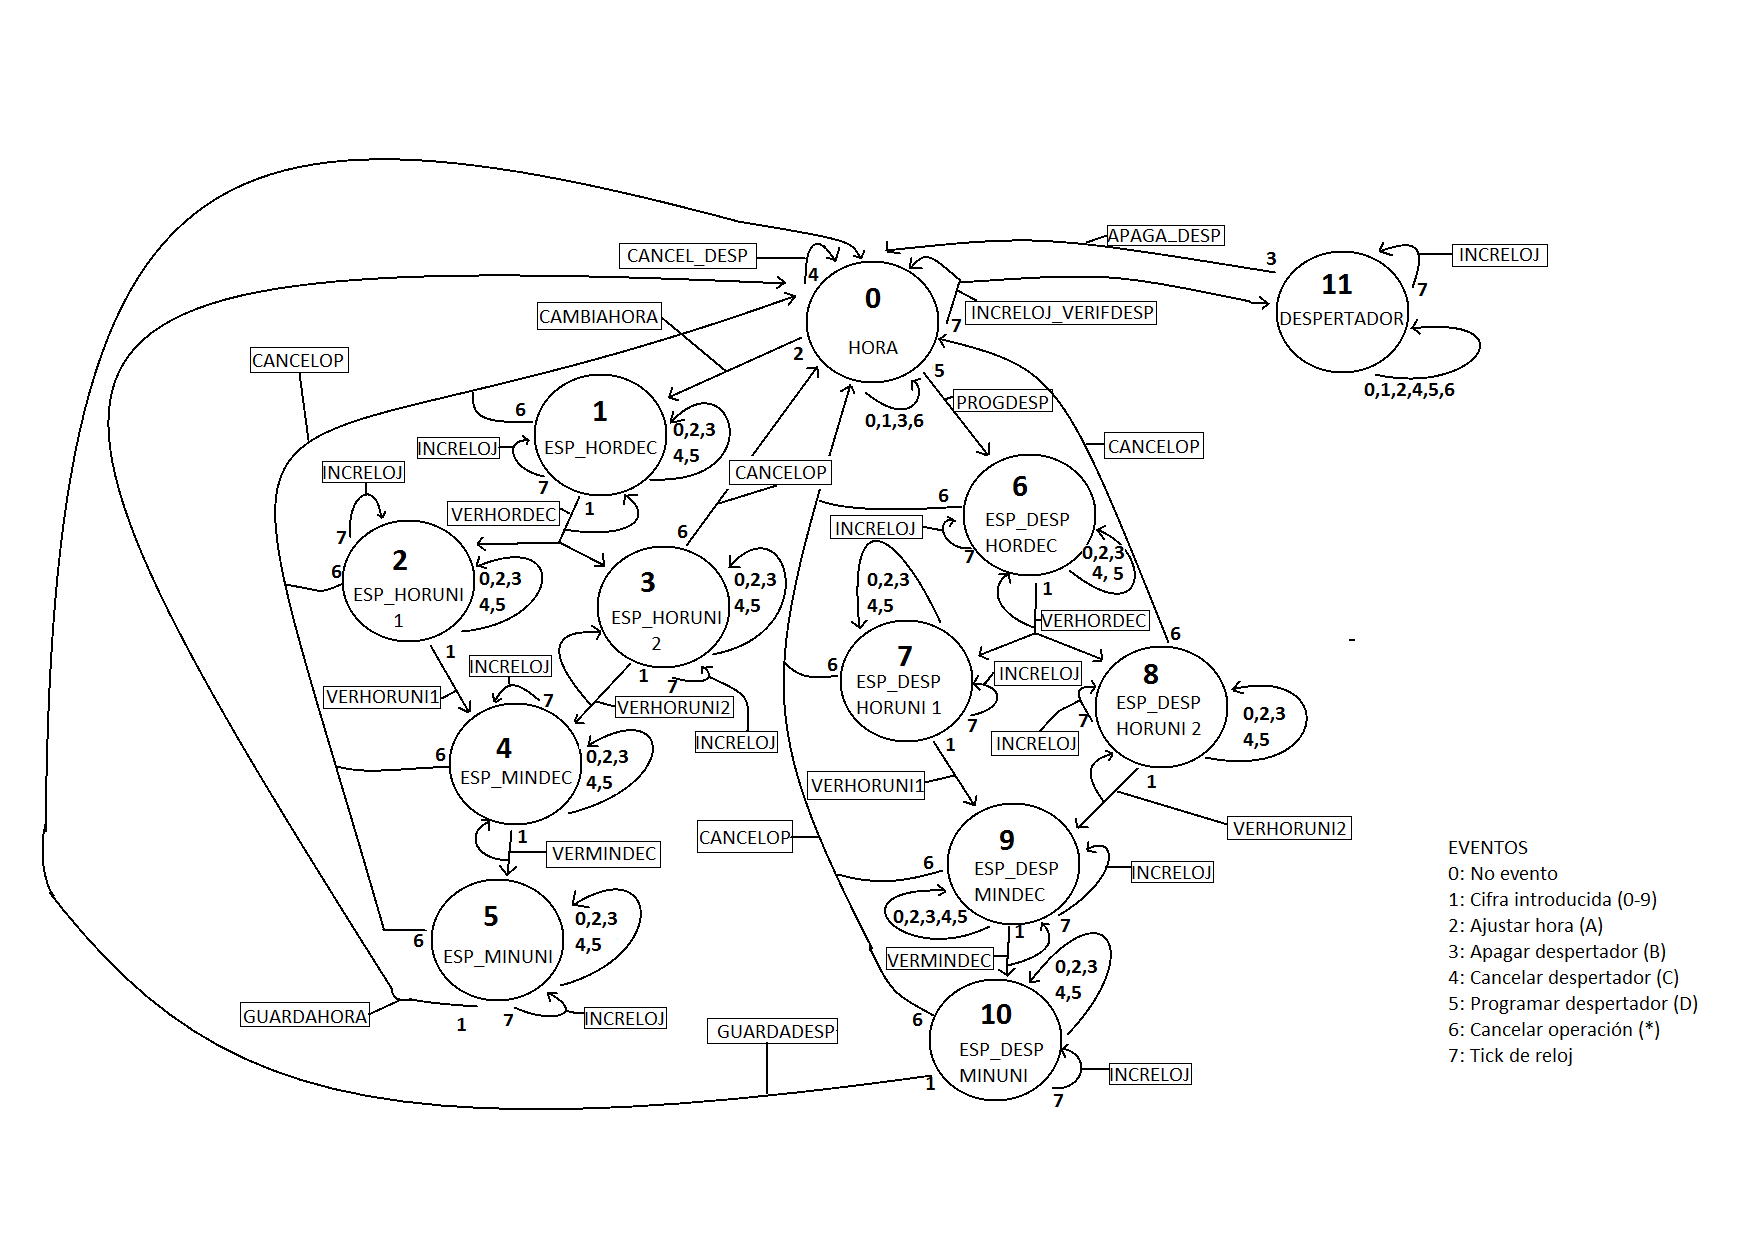 APAGA_DESP
CANCEL_DESP
4
3
INCRELOJ
7
11
DESPERTADOR
0,1,2,4,5,6
0
HORA
7
INCRELOJ_VERIFDESP
CAMBIAHORA
2
5
PROGDESP
0,1,3,6
CANCELOP
6
1
ESP_HORDEC
0,2,3
4,5
INCRELOJ
7
1
VERHORDEC
INCRELOJ
7
6
2
ESP_HORUNI
1
0,2,3
4,5
1
VERHORUNI1
CANCELOP
6
3
ESP_HORUNI
2
0,2,3
4,5
1
7
VERHORUNI2
INCRELOJ
INCRELOJ
7
6
4
ESP_MINDEC
0,2,3
4,5
1
VERMINDEC
5
ESP_MINUNI
0,2,3
4,5
6
GUARDAHORA
1
7
INCRELOJ
CANCELOP
6
6
ESP_DESP
HORDEC
INCRELOJ
7
0,2,3
4, 5
1
VERHORDEC
0,2,3
4,5
6
7
ESP_DESP
HORUNI 1
INCRELOJ
7
1
VERHORUNI1
6
8
ESP_DESP
HORUNI 2
INCRELOJ
7
0,2,3
4,5
1
VERHORUNI2
CANCELOP
6
9
ESP_DESP
MINDEC
INCRELOJ
0,2,3,4,5
7
1
VERMINDEC
0,2,3
4,5
6
10
ESP_DESP
MINUNI
INCRELOJ
7
1
GUARDADESP
EVENTOS
0: No evento
1: Cifra introducida (0-9)
2: Ajustar hora (A)
3: Apagar despertador (B)
4: Cancelar despertador (C)
5: Programar despertador (D)
6: Cancelar operación (*)
7: Tick de reloj